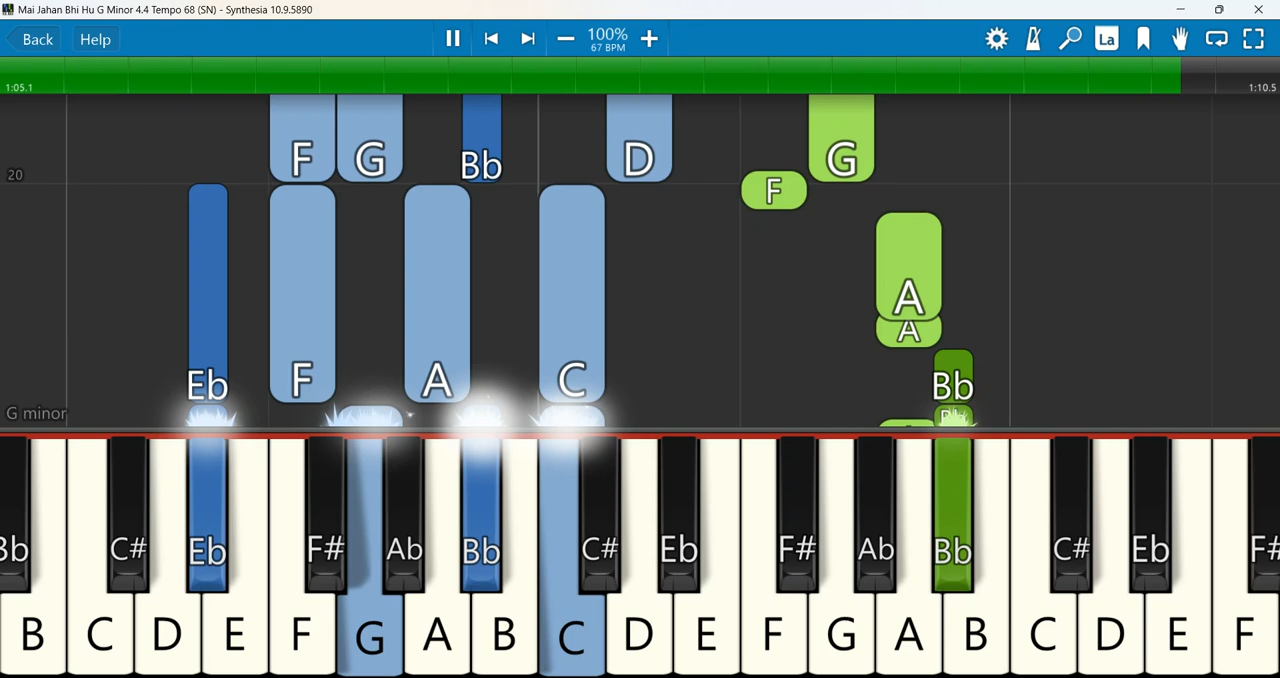 Mai Jahan Bhi Hu G Minor 4.4 Tempo 68 (SN) - Synthesia 10.9.5890
Back Help 100% La
67 BPM
1:05.1 1:10.5
F G Bb D G
20 F
A
A
Eb F A C Bb
G minor
Bb C# Eb F# Ab Bb C# Eb F# Ab Bb C# Eb F#
B C D E F G A B C D E F G A B C D E F